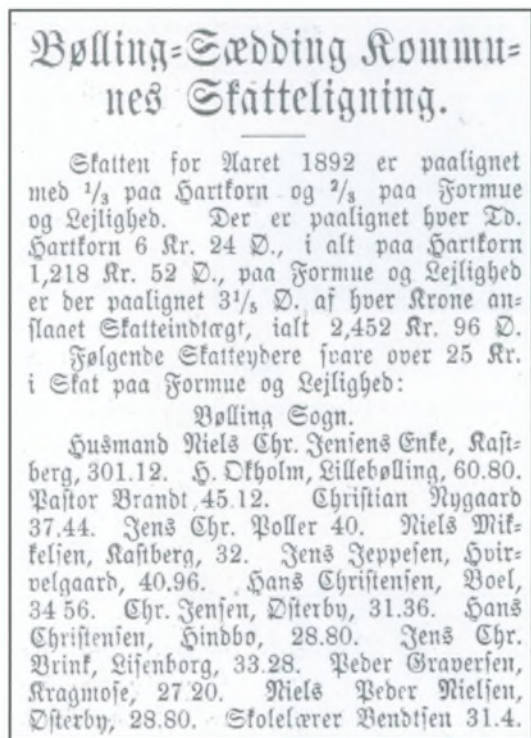 Bølling-Sædding Kommu-
nes Skatteligning.
Skatten for Aaret 1892 er paalignet
med 1/3 paa Hartkorn og 2/3 paa Formue
og Lejlighed. Der er paalignet hver Td.
Hartkorn 6 Kr. 24 Ø., i alt paa Hartkorn
1,218 Kr. 52 Ø., paa Formue og Lejlighed
er der paalignet 3 1/5 Ø. af hver Krone an-
slaaet Skatteindtægt, ialt 2,452 Kr. 96 Ø.
Følgende Skatteydere svare over 25 Kr.
i Skat paa Formue og Lejlighed:
Bølling Sogn.
Husmand Niels Chr. Jensens Enke, Kast-
berg, 301.12. H. Okholm, Lillebølling, 60.80.
Pastor Brandt 45.12. Christian Nygaard
37.44. Jens Chr. Poller 40. Niels Mik-
kelsen, Kastberg, 32. Jens Jeppesen, Hvir-
velgaard, 40.96. Hans Christensen, Boel,
34 56. Chr. Jensen, Østerby, 31.36. Hans
Christensen, Hindbo, 28.80. Jens Chr.
Brink, Lisenborg, 33.28. Peder Graversen,
Kragmose, 27.20. Niels Peder Nielsen,
Østerby, 28.80. Skolelærer Bendtsen 31.4.